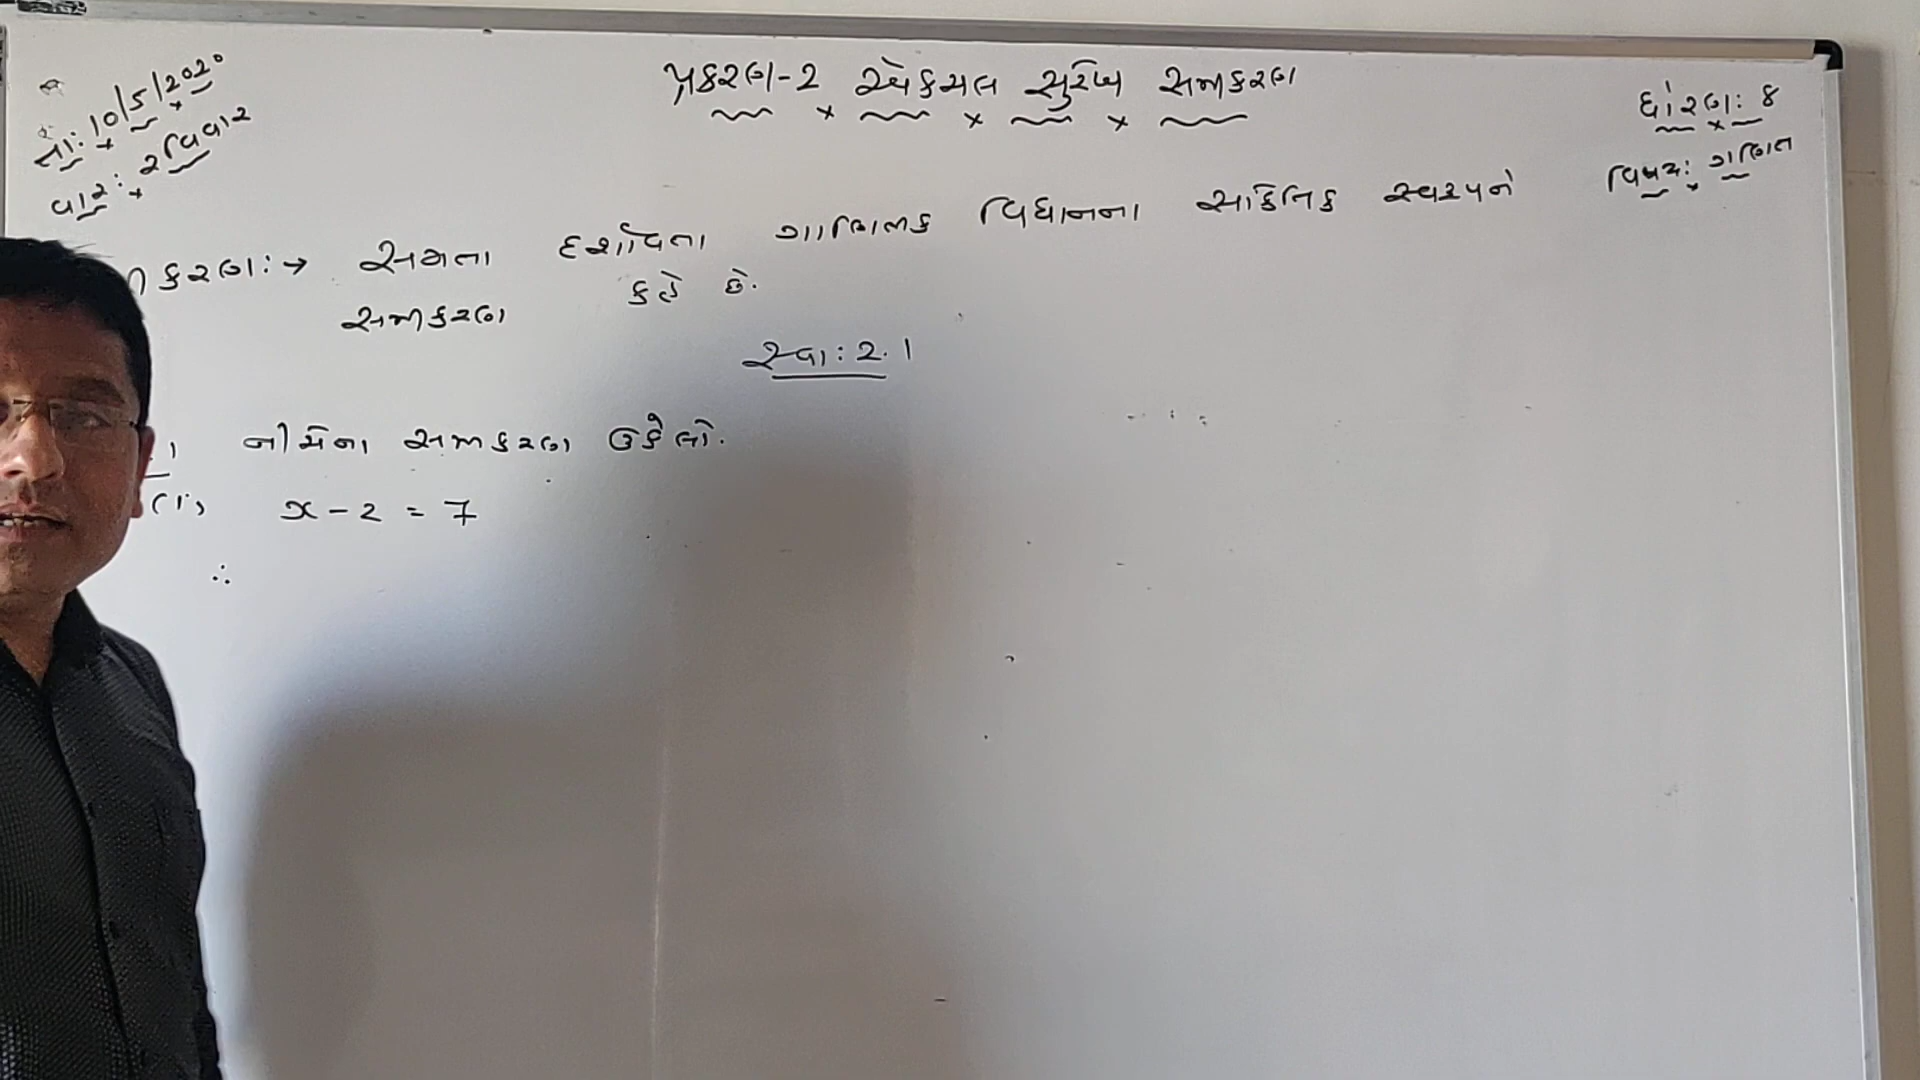 તા: 10/5/2020
વાર: રવિવાર
પ્રકરણ-2 એકચલ સુરેખ સમીકરણ
ધોરણ: 8
વિષય: ગણિત
કરણ:→ સમતા દર્શાવતા ગાણિતિક વિધાનના સાંકેતિક સ્વરૂપને
સમીકરણ કહે છે.
સ્વા: 2.1
નીચેના સમીકરણ ઉકેલો.
(1) x - 2 = 7
∴